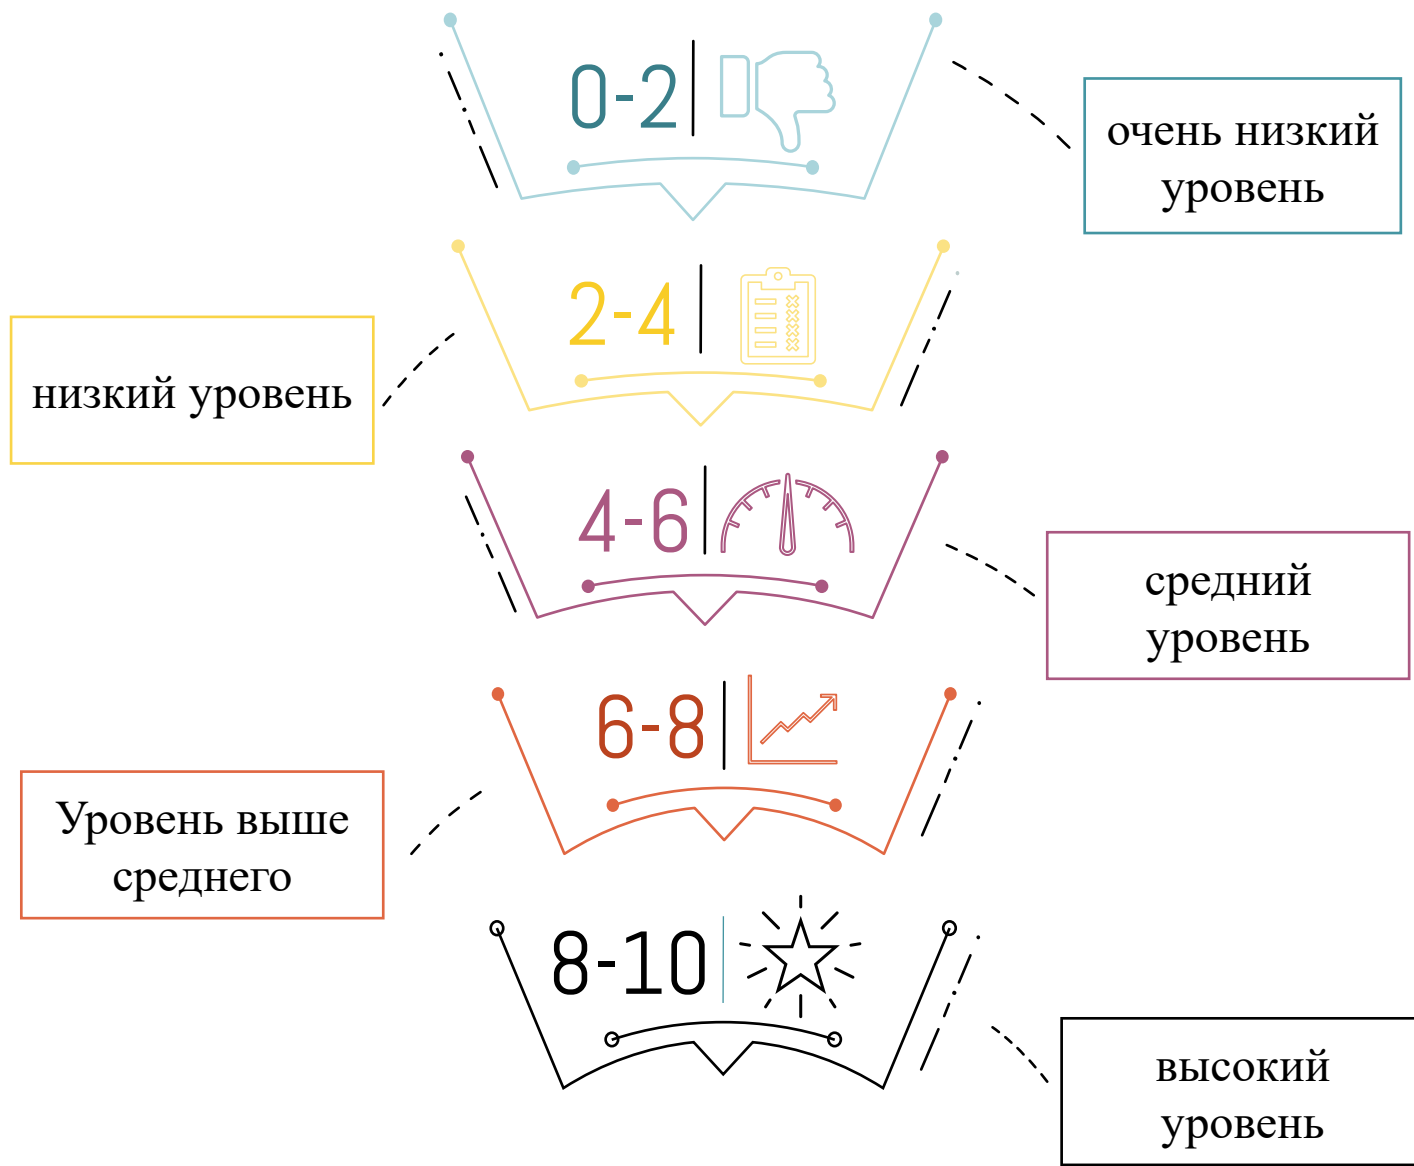 0-2
очень низкий
уровень
2-4
низкий уровень
4-6
средний
уровень
6-8
Уровень выше
среднего
8-10
высокий
уровень